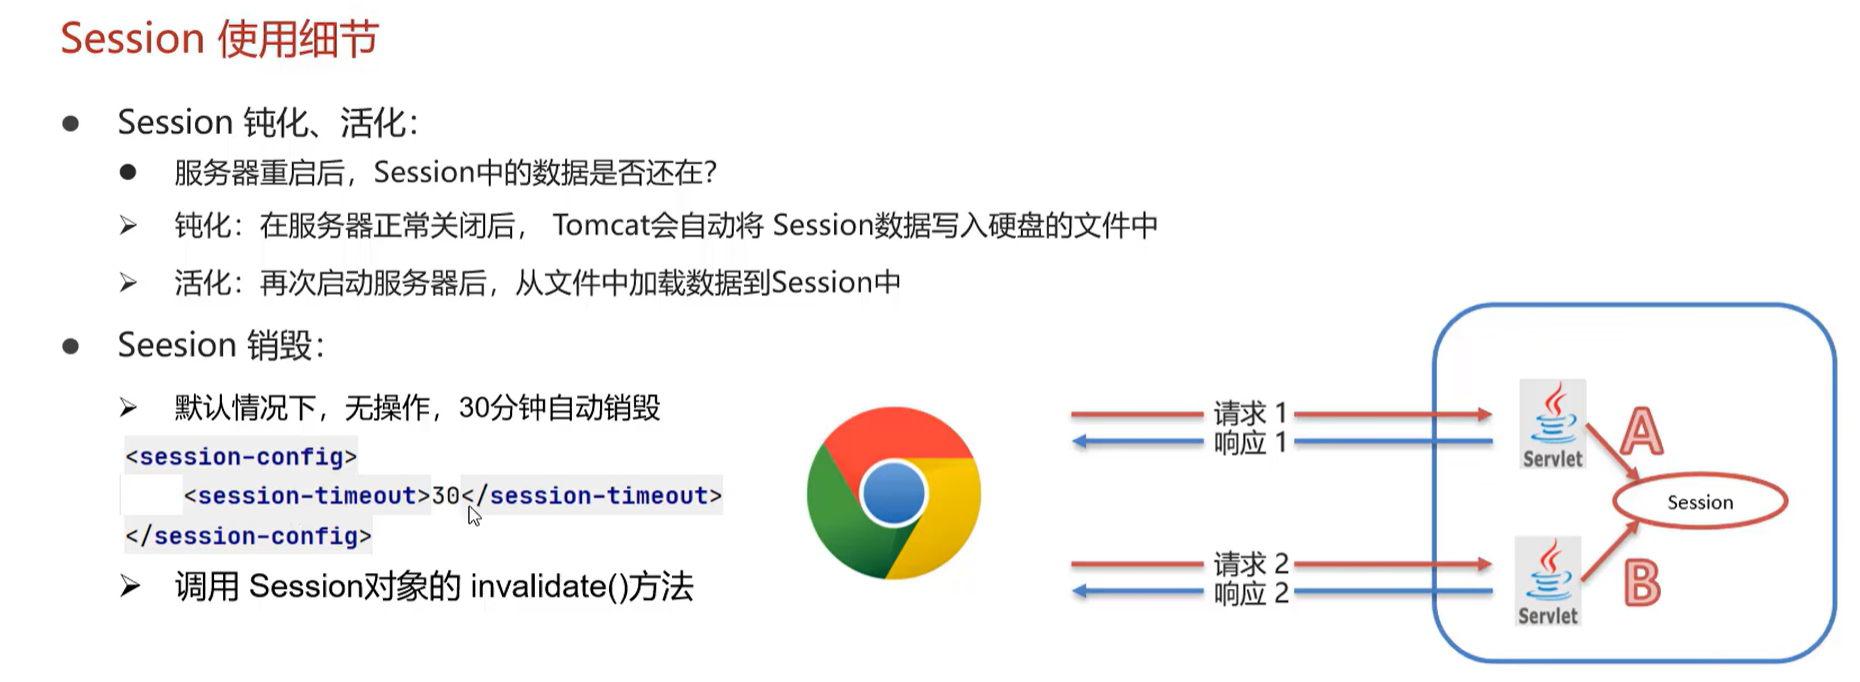 Session 使用细节
Session 钝化、活化：
服务器重启后，Session中的数据是否还在？
钝化：在服务器正常关闭后， Tomcat会自动将 Session数据写入硬盘的文件中
活化：再次启动服务器后，从文件中加载数据到Session中
Seesion 销毁：
默认情况下，无操作，30分钟自动销毁
<session-config>
<session-timeout>30</session-timeout>
</session-config>
调用 Session对象的 invalidate()方法
请求 1
响应 1
Servlet
A
Session
请求 2
响应 2
Servlet
B